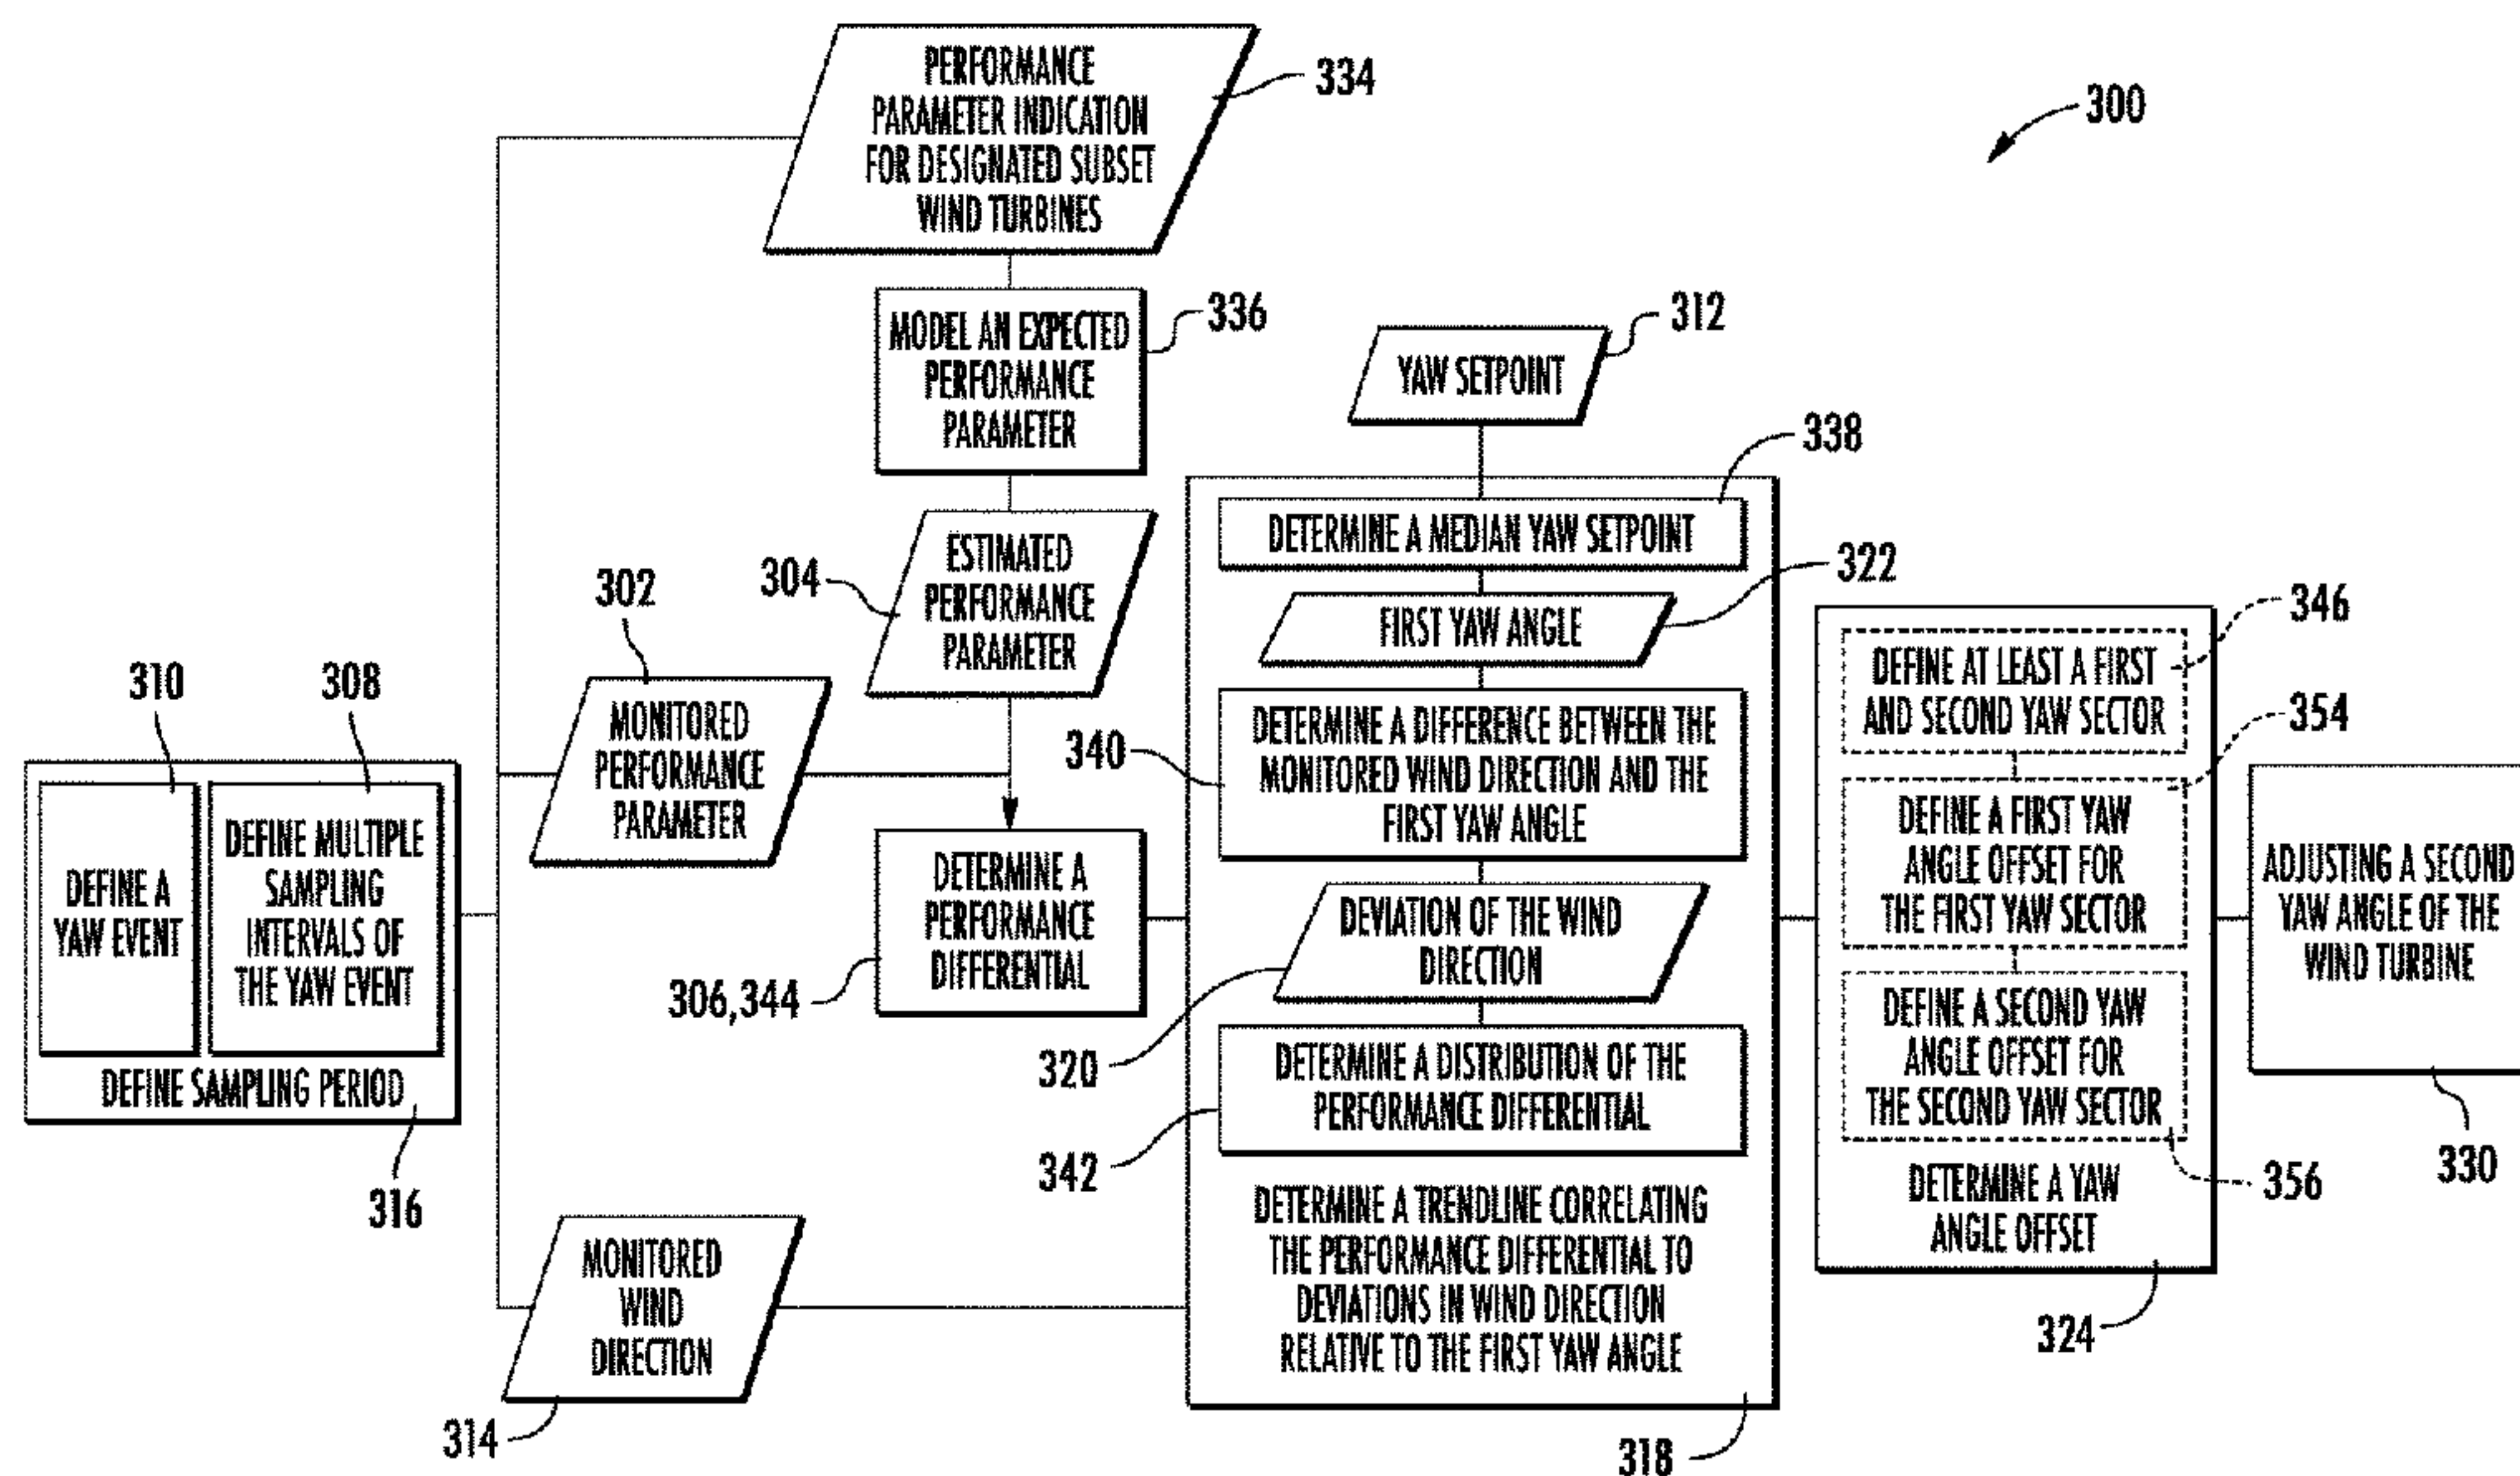 PERFORMANCE
PARAMETER INDICATION
FOR DESIGNATED SUBSET
WIND TURBINES
334
300
MODEL AN EXPECTED
PERFORMANCE
PARAMETER
336
YAW SETPOINT
312
338
DETERMINE A MEDIAN YAW SETPOINT
322
FIRST YAW ANGLE
304
ESTIMATED
PERFORMANCE
PARAMETER
302
MONITORED
PERFORMANCE
PARAMETER
310
308
DEFINE A
YAW EVENT
DEFINE MULTIPLE
SAMPLING
INTERVALS OF
THE YAW EVENT
DEFINE SAMPLING PERIOD
316
340
DETERMINE A DIFFERENCE BETWEEN THE
MONITORED WIND DIRECTION AND THE
FIRST YAW ANGLE
DETERMINE A
PERFORMANCE
DIFFERENTIAL
306,344
DEVIATION OF THE WIND
DIRECTION
320
DETERMINE A DISTRIBUTION OF THE
PERFORMANCE DIFFERENTIAL
342
DETERMINE A TRENDLINE CORRELATING
THE PERFORMANCE DIFFERENTIAL TO
DEVIATIONS IN WIND DIRECTION
RELATIVE TO THE FIRST YAW ANGLE
318
MONITORED
WIND
DIRECTION
314
346
DEFINE AT LEAST A FIRST
AND SECOND YAW SECTOR
354
DEFINE A FIRST YAW
ANGLE OFFSET FOR
THE FIRST YAW SECTOR
DEFINE A SECOND YAW
ANGLE OFFSET FOR
THE SECOND YAW SECTOR
356
DETERMINE A YAW
ANGLE OFFSET
324
ADJUSTING A SECOND
YAW ANGLE OF THE
WIND TURBINE
330